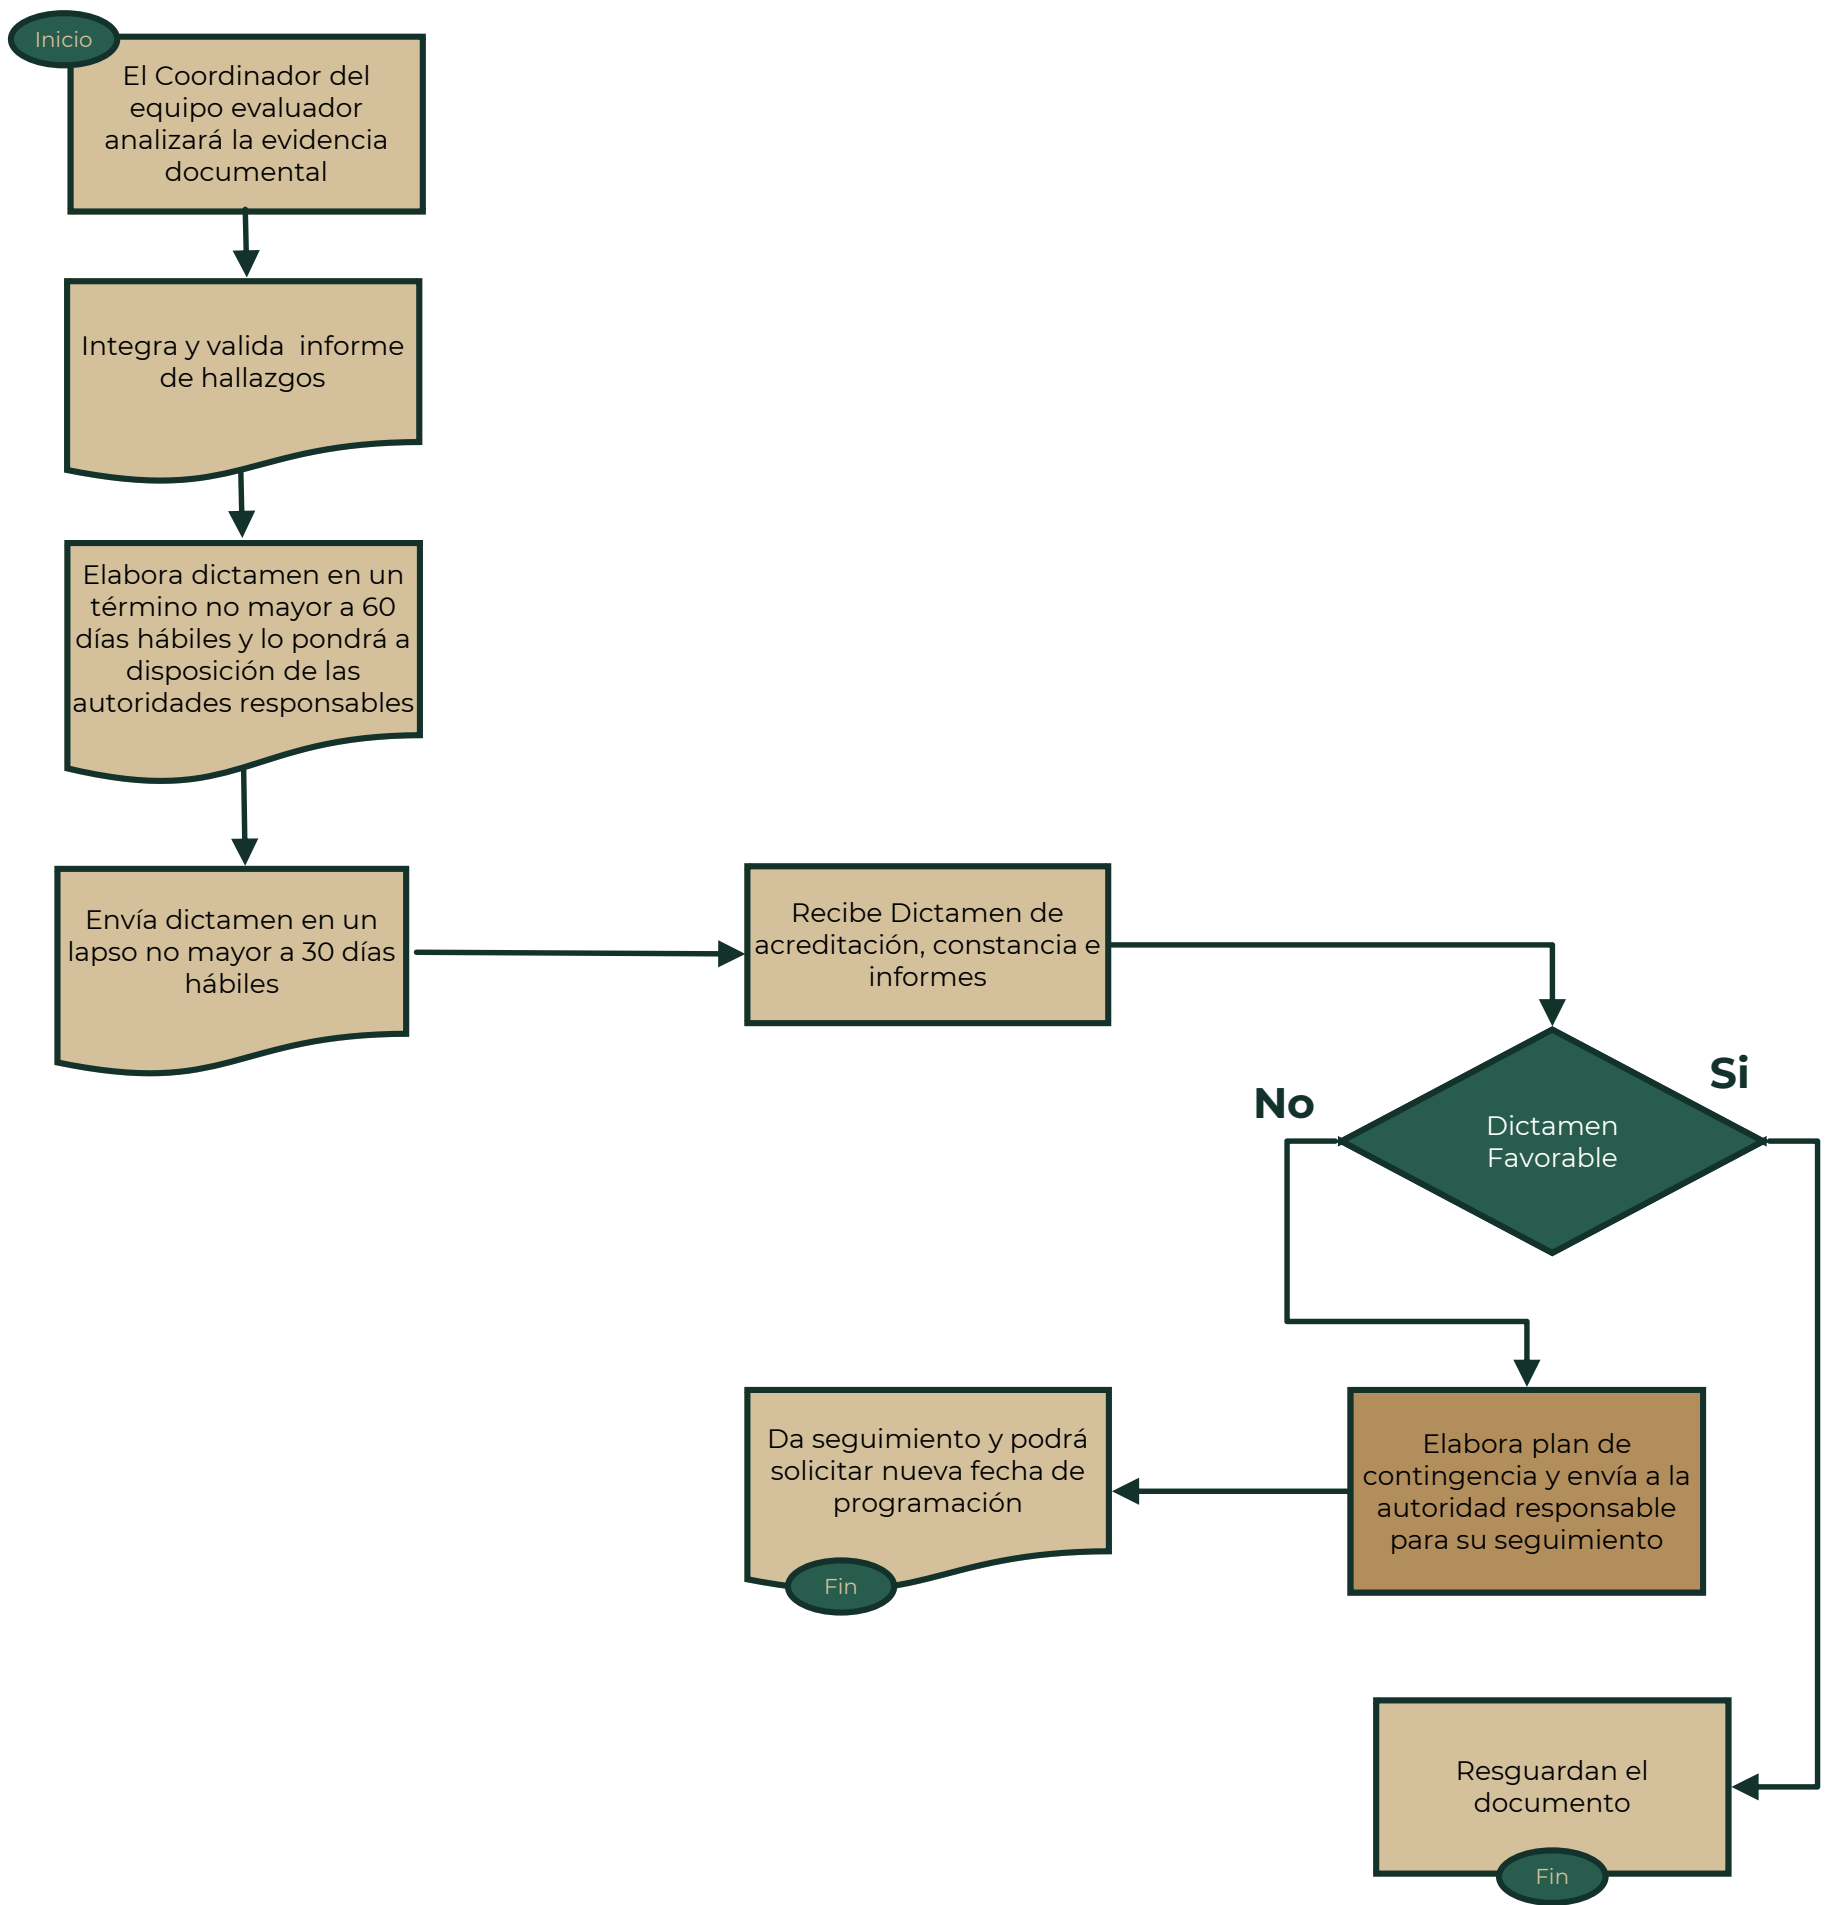 Inicio
El Coordinador del
equipo evaluador
analizará la evidencia
documental
Integra y valida  informe
de hallazgos
Elabora dictamen en un
término no mayor a 60
días hábiles y lo pondrá a
disposición de las
autoridades responsables
Envía dictamen en un
lapso no mayor a 30 días
hábiles
Recibe Dictamen de
acreditación, constancia e
informes
No
Si
Dictamen
Favorable
Da seguimiento y podrá
solicitar nueva fecha de
programación
Fin
Elabora plan de
contingencia y envía a la
autoridad responsable
para su seguimiento
Resguardan el
documento
Fin